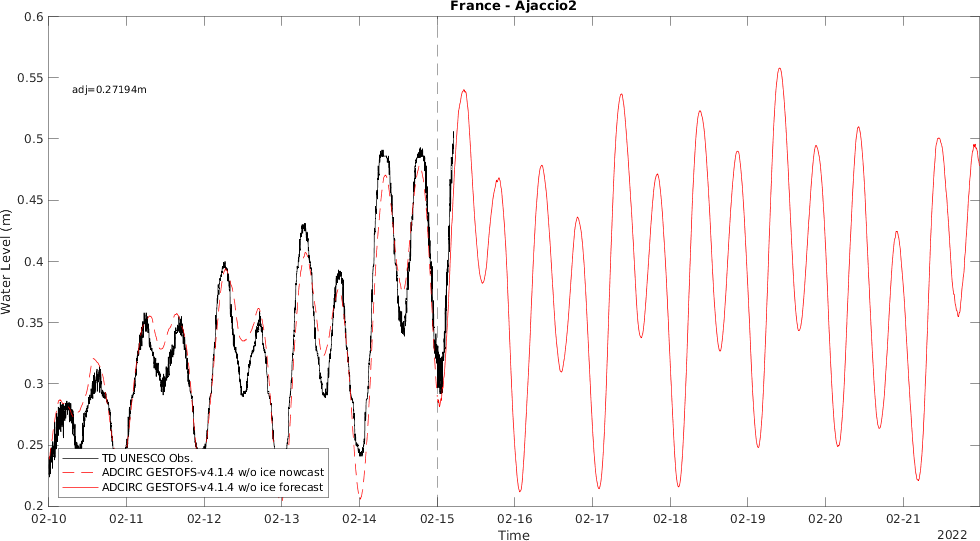 France - Ajaccio2
adj=0.27194m
Water Level (m)
0.6
0.55
0.5
0.45
0.4
0.35
0.3
0.25
0.2
TD UNESCO Obs.
ADCIRC GESTOFS-v4.1.4 w/o ice nowcast
ADCIRC GESTOFS-v4.1.4 w/o ice forecast
02-10 02-11 02-12 02-13 02-14 02-15 02-16 02-17 02-18 02-19 02-20 02-21
Time
2022